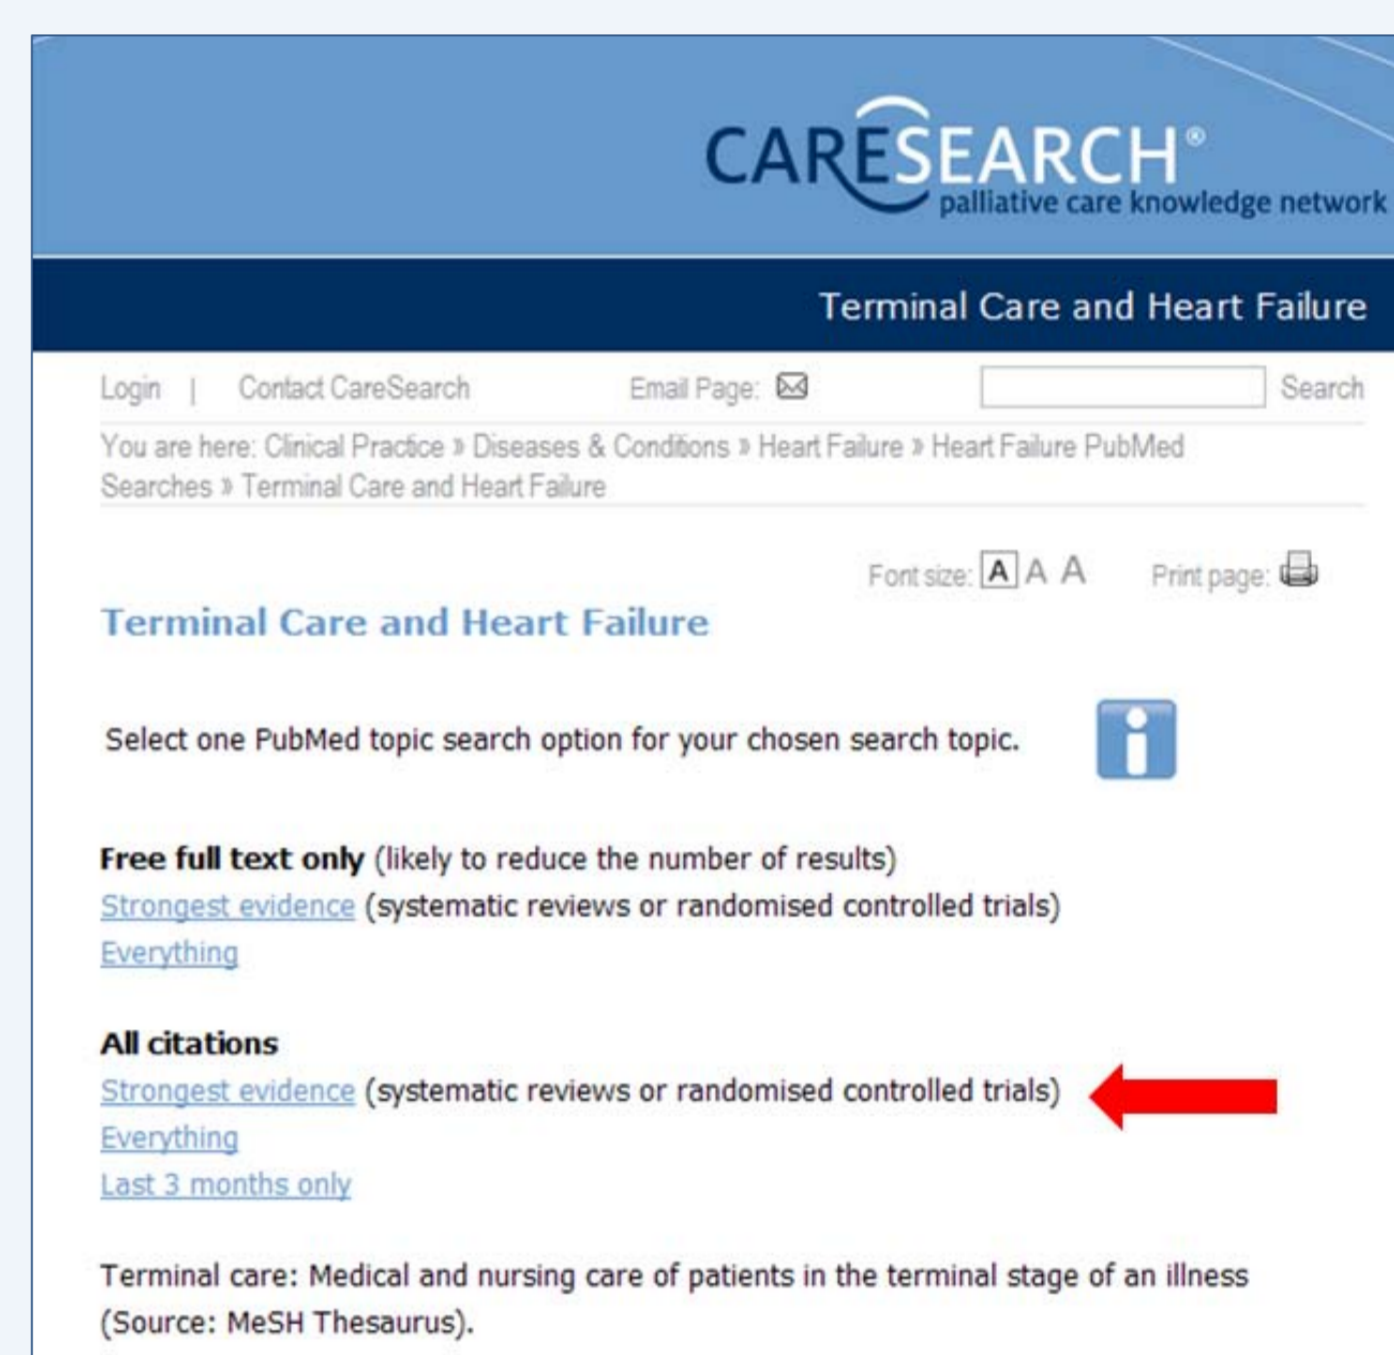 CARESEARCH®
palliative care knowledge network
Terminal Care and Heart Failure
Login | Contact CareSearch Email Page: Search
You are here: Clinical Practice » Diseases & Conditions » Heart Failure » Heart Failure PubMed
Searches » Terminal Care and Heart Failure
Font size: A A A Print page:
Terminal Care and Heart Failure
Select one PubMed topic search option for your chosen search topic.
i
Free full text only (likely to reduce the number of results)
Strongest evidence (systematic reviews or randomised controlled trials)
Everything
All citations
Strongest evidence (systematic reviews or randomised controlled trials)
Everything
Last 3 months only
Terminal care: Medical and nursing care of patients in the terminal stage of an illness
(Source: MeSH Thesaurus).